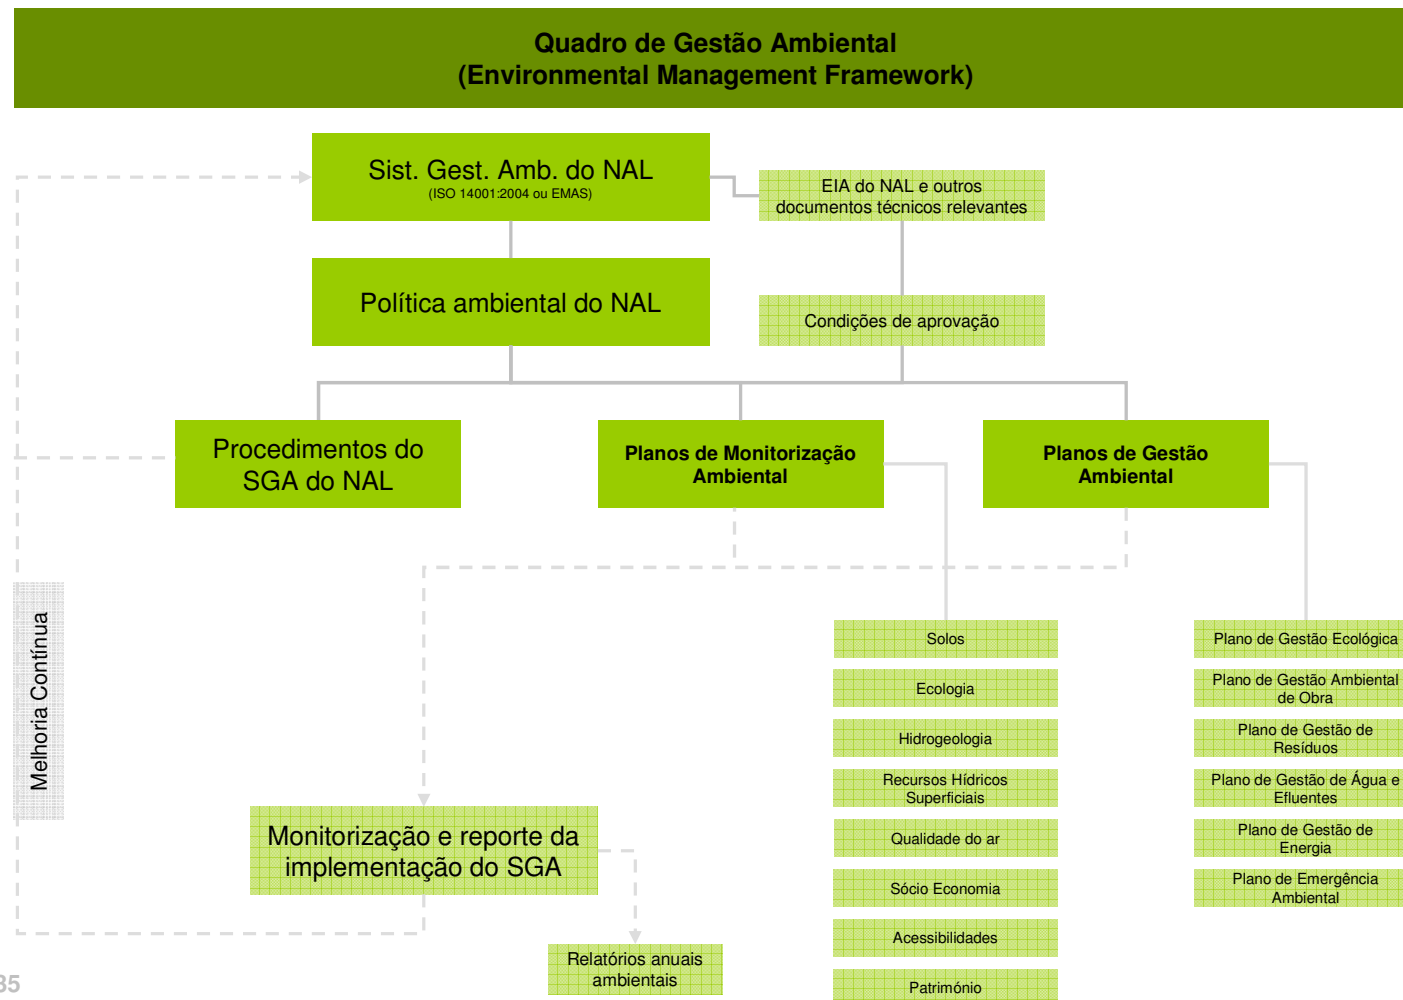 Quadro de Gestão Ambiental
(Environmental Management Framework)
Sist. Gest. Amb. do NAL
(ISO 14001:2004 ou EMAS)
EIA do NAL e outros
documentos técnicos relevantes
Política ambiental do NAL
Condições de aprovação
Procedimentos do
SGA do NAL
Planos de Monitorização
Ambiental
Planos de Gestão
Ambiental
Melhoria Contínua
Solos
Ecologia
Hidrogeologia
Recursos Hídricos
Superficiais
Qualidade do ar
Sócio Economia
Acessibilidades
Património
Plano de Gestão Ecológica
Plano de Gestão Ambiental
de Obra
Plano de Gestão de
Resíduos
Plano de Gestão de Água e
Efluentes
Plano de Gestão de
Energia
Plano de Emergência
Ambiental
Monitorização e reporte da
implementação do SGA
Relatórios anuais
ambientais
35